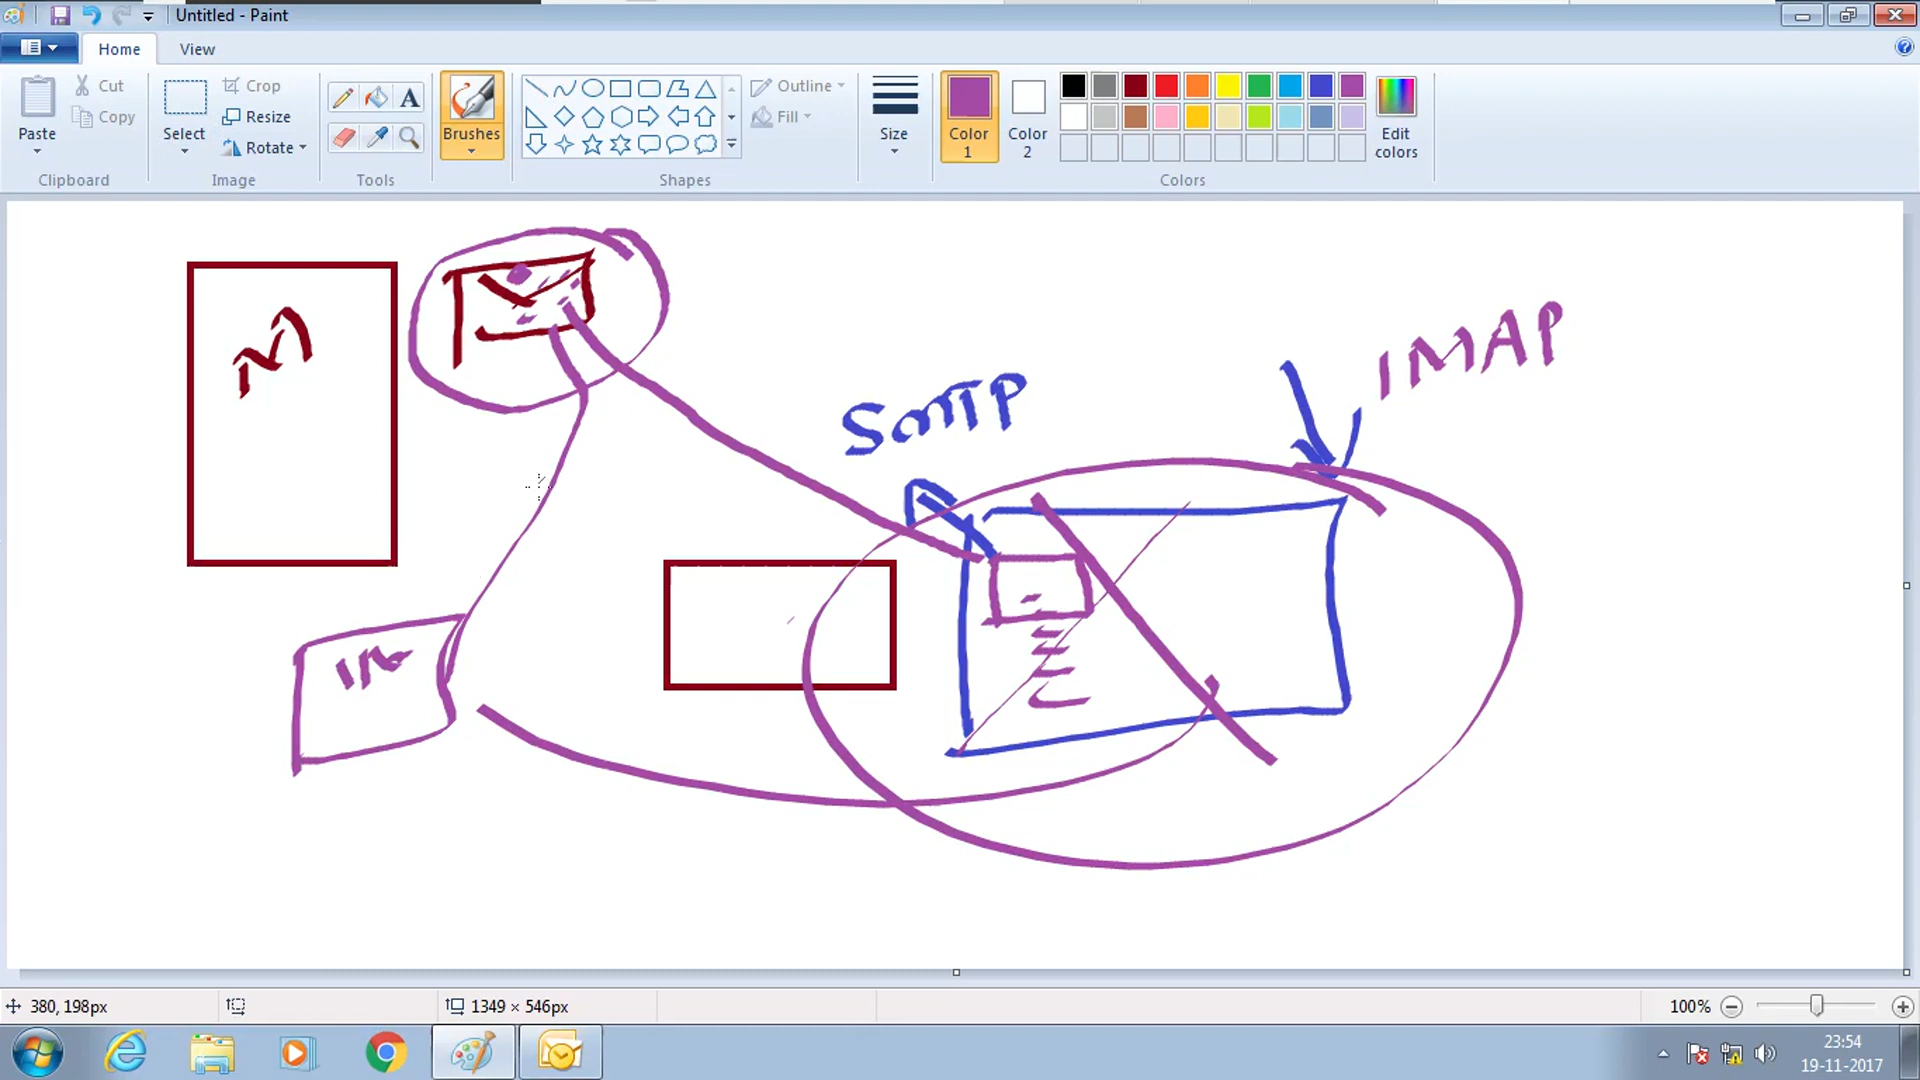 Untitled - Paint
Home
View
Paste
Cut
Copy
Clipboard
Select
Crop
Resize
Rotate
Image
Tools
Brushes
Shapes
Outline
Fill
Size
Color
1
Color
2
Edit
colors
Colors
M
SMTP
IMAP
380, 198px
1349 × 546px
100%
23:54
19-11-2017